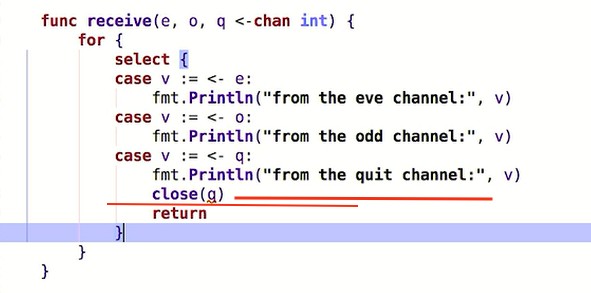 func receive(e, o, q <-chan int) {
for {
select {
case v := <- e:
fmt.Println("from the eve channel:", v)
case v := <- o:
fmt.Println("from the odd channel:", v)
case v := <- q:
fmt.Println("from the quit channel:", v)
close(q)
return
}
}
}